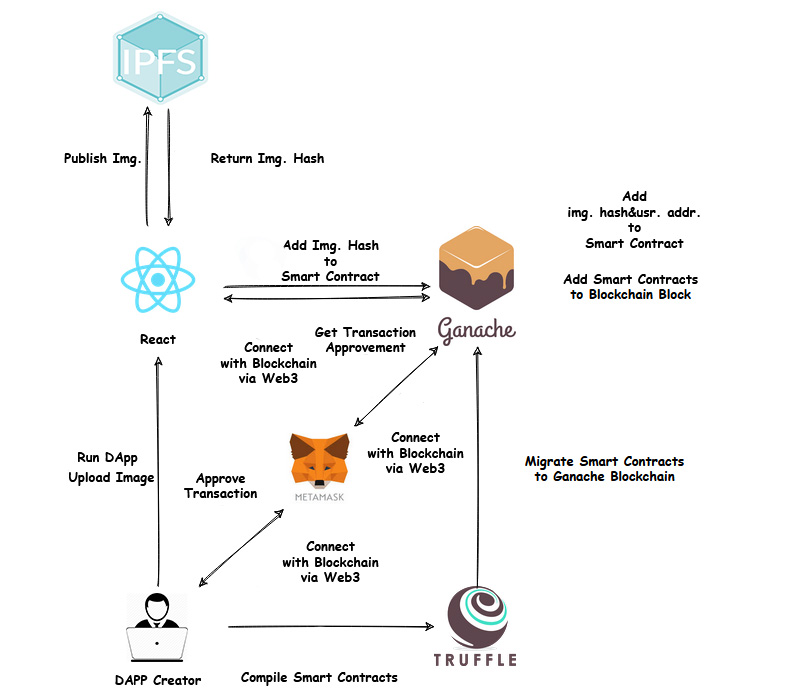 IPFS
Publish Img.
Return Img. Hash
Add
img. hash&usr. addr.
to
Smart Contract
Add Smart Contracts
to Blockchain Block
Add Img. Hash
to
Smart Contract
React
Ganache
Get Transaction
Approvement
Connect
with Blockchain
via Web3
Run DApp
Upload Image
Approve
Transaction
METAMASK
Connect
with Blockchain
via Web3
Migrate Smart Contracts
to Ganache Blockchain
Connect
with Blockchain
via Web3
DAPP Creator
Compile Smart Contracts
TRUFFLE